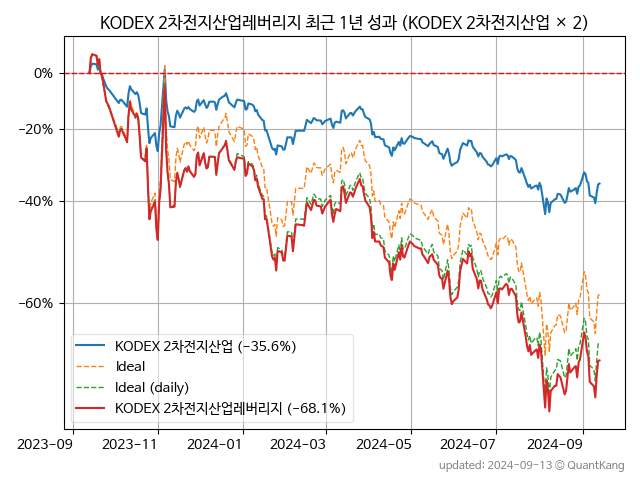 KODEX 2차전지산업레버리지 최근 1년 성과 (KODEX 2차전지산업 × 2)
0%
−20%
−40%
−60%
KODEX 2차전지산업 (−35.6%)
Ideal
Ideal (daily)
KODEX 2차전지산업레버리지 (−68.1%)
2023-09
2023-11
2024-01
2024-03
2024-05
2024-07
2024-09
updated: 2024-09-13 © QuantKang